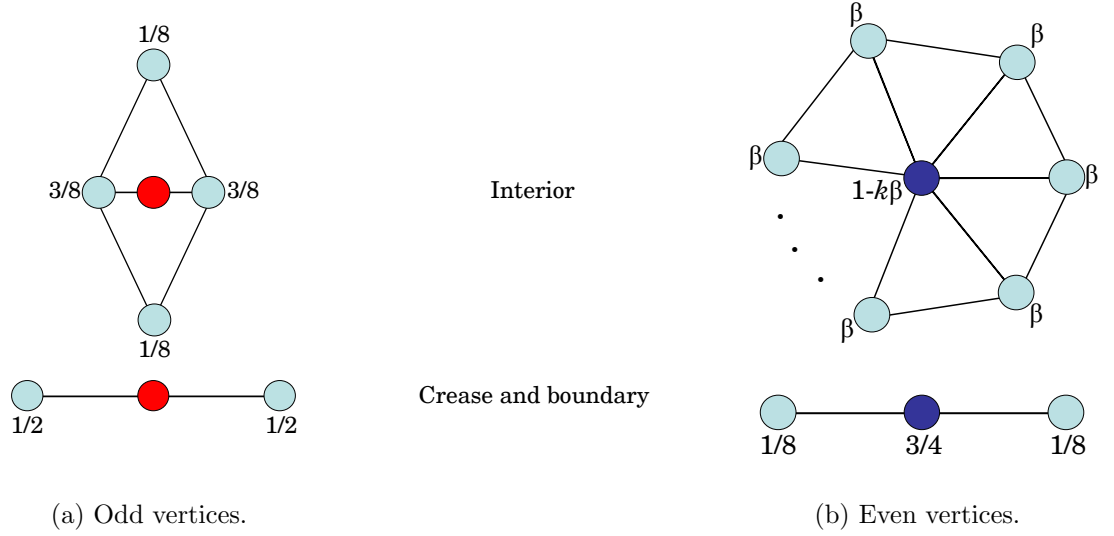 1/8
3/8
3/8
1/8
1/2
1/2
Interior
Crease and boundary
β
β
β
1-kβ
β
β
β
1/8
3/4
1/8
(a) Odd vertices.
(b) Even vertices.